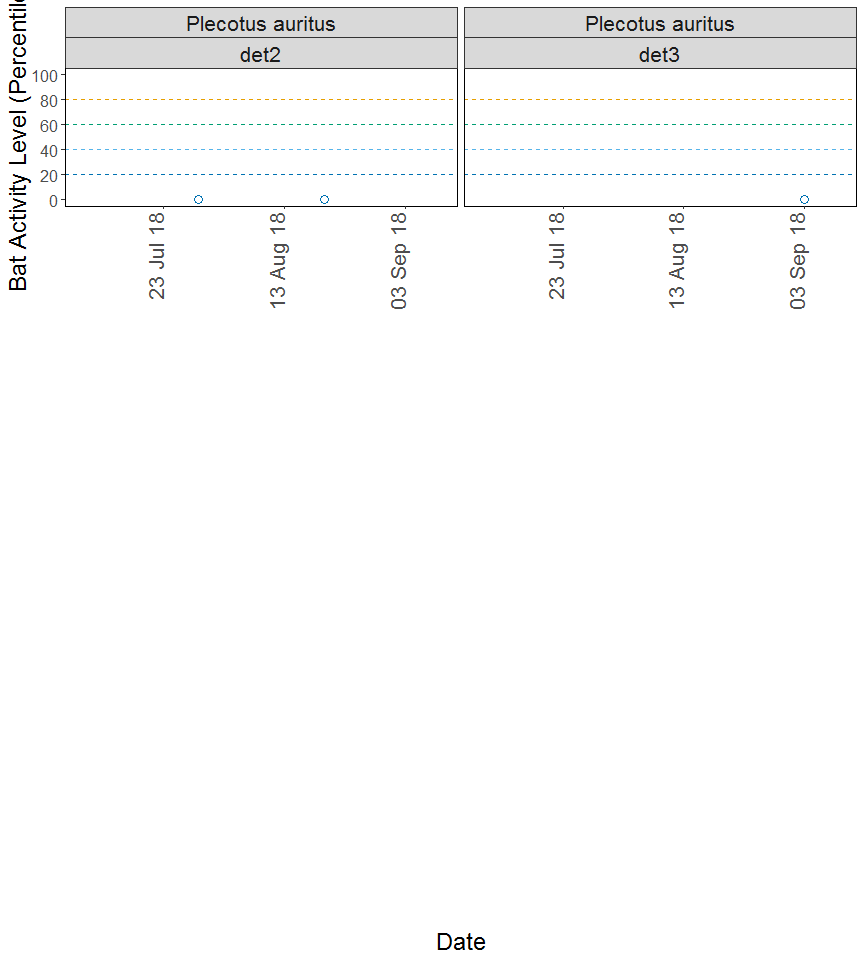 Plecotus auritus
Plecotus auritus
det2
det3
Bat Activity Level (Percentile
100
80
60
40
20
0
23 Jul 18
13 Aug 18
03 Sep 18
23 Jul 18
13 Aug 18
03 Sep 18
Date